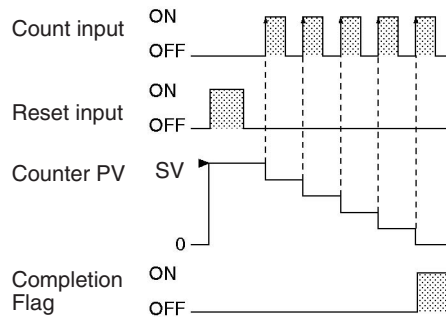 Count input
ON
OFF
Reset input
ON
OFF
Counter PV
SV
0
Completion
Flag
ON
OFF